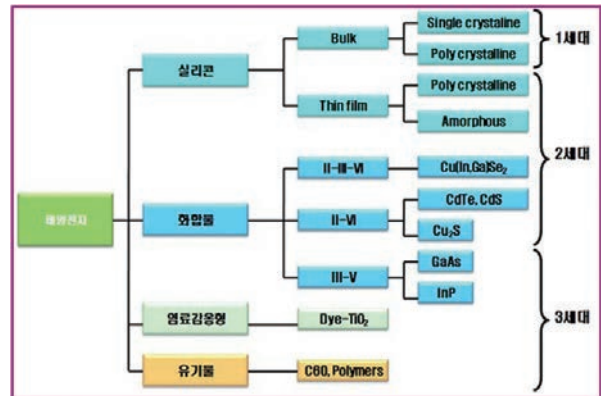 태양전지
실리콘
Bulk
Single crystalline
Poly crystalline
Thin film
Poly crystalline
Amorphous
화합물
II-III-VI
Cu(In,Ga)Se₂
II-VI
CdTe, CdS
Cu₂S
III-V
GaAs
InP
염료감응형
Dye-TiO₂
유기물
C60, Polymers
1세대
2세대
3세대